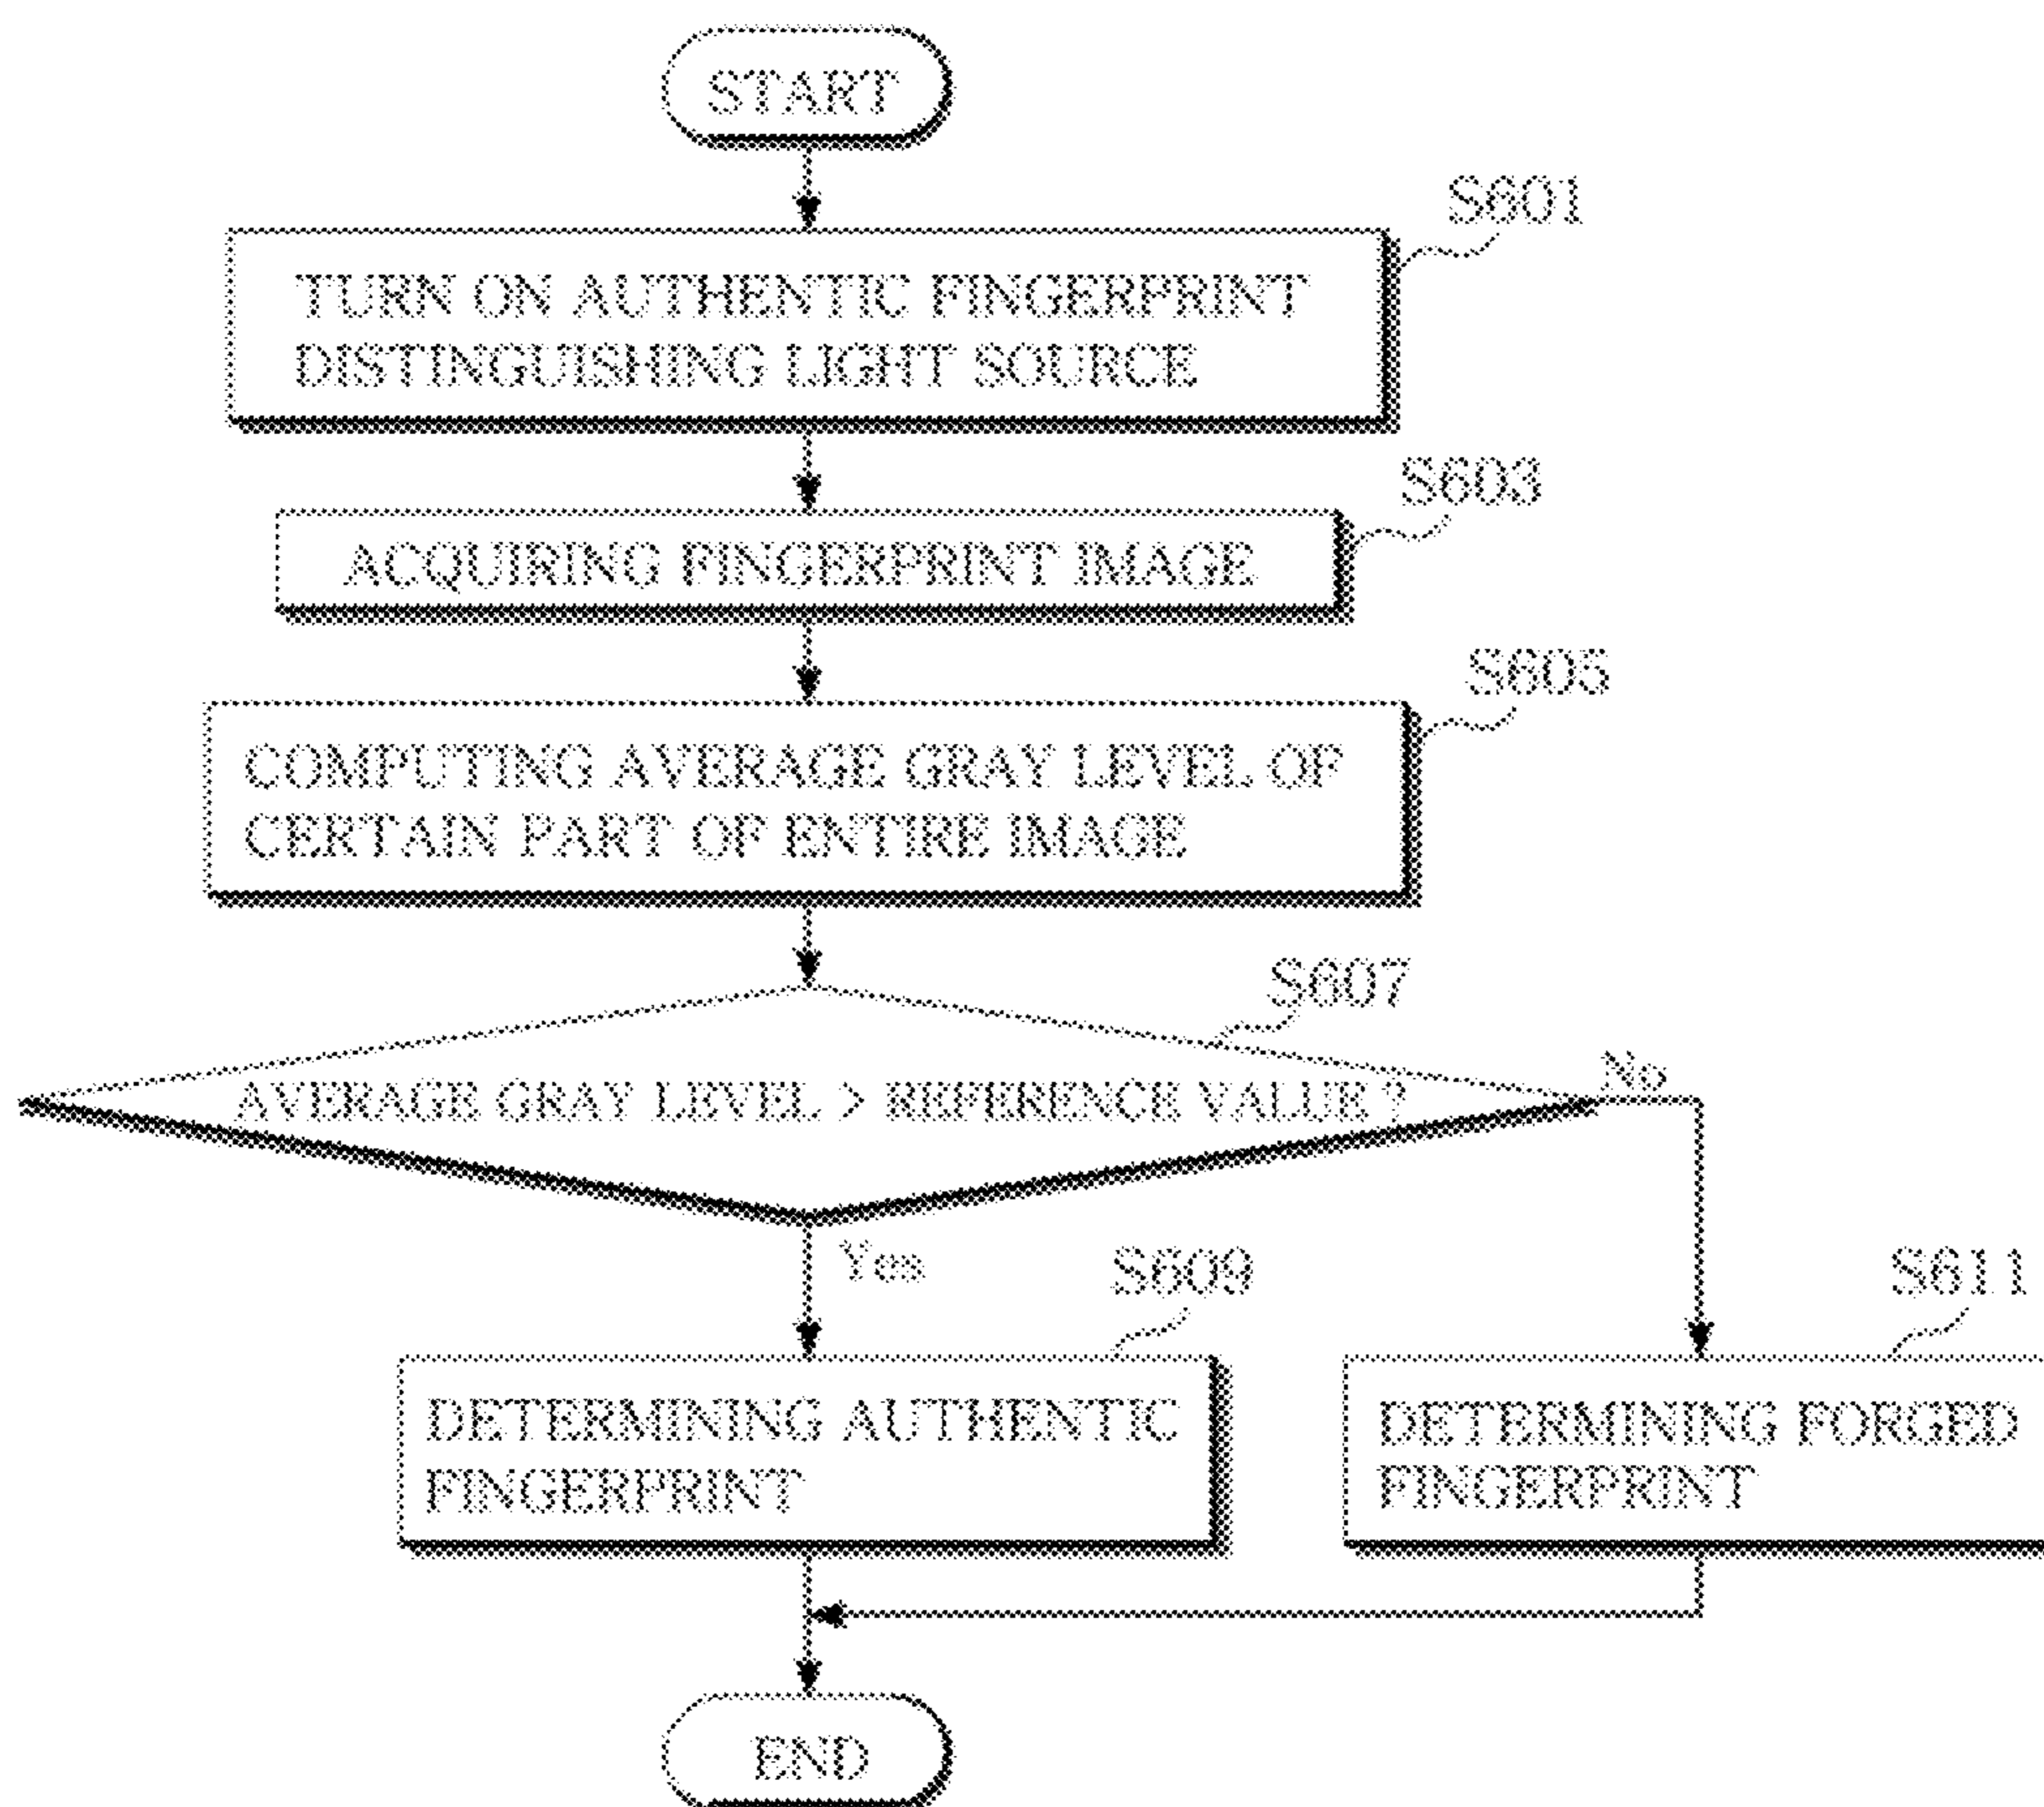 START
S601
TURN ON AUTHENTIC FINGERPRINT
DISTINGUISHING LIGHT SOURCE
S603
ACQUIRING FINGERPRINT IMAGE
S605
COMPUTING AVERAGE GRAY LEVEL OF
CERTAIN PART OF ENTIRE IMAGE
S607
AVERAGE GRAY LEVEL > REFERENCE VALUE ?
No
Yes
S609
S611
DETERMINING AUTHENTIC
FINGERPRINT
DETERMINING FORGED
FINGERPRINT
END